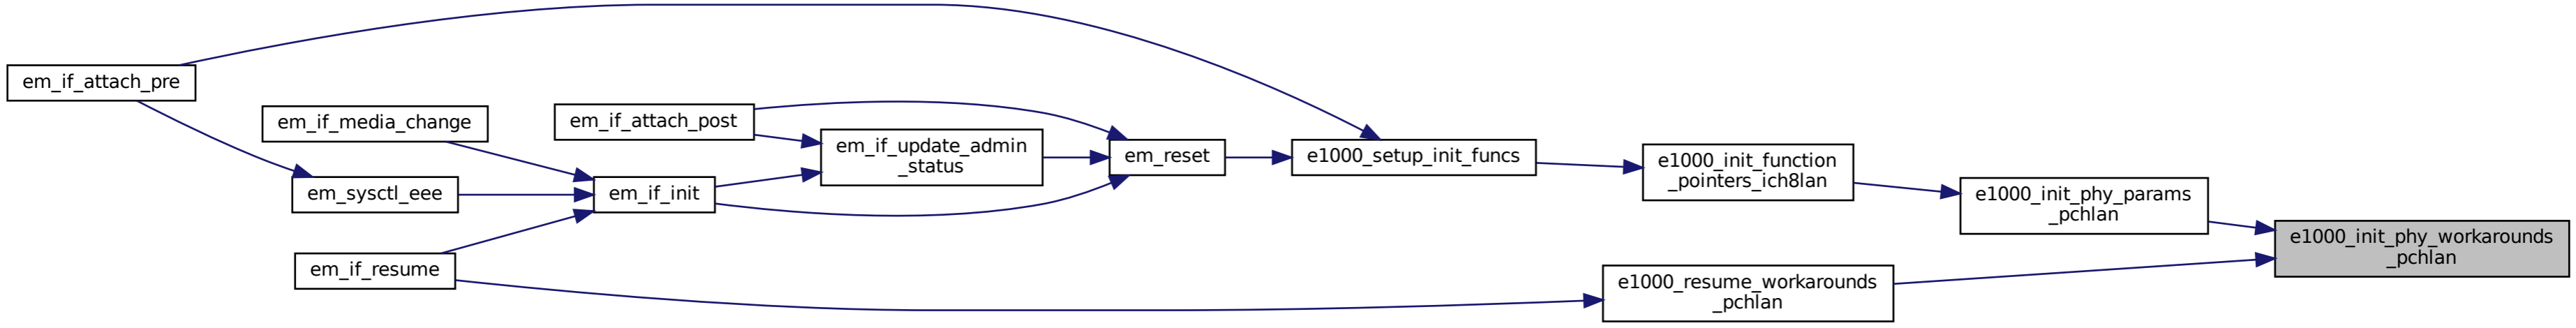 em_if_attach_pre
em_if_media_change
em_sysctl_eee
em_if_resume
em_if_attach_post
em_if_init
em_if_update_admin
_status
em_reset
e1000_setup_init_funcs
e1000_init_function
_pointers_ich8lan
e1000_resume_workarounds
_pchlan
e1000_init_phy_params
_pchlan
e1000_init_phy_workarounds
_pchlan